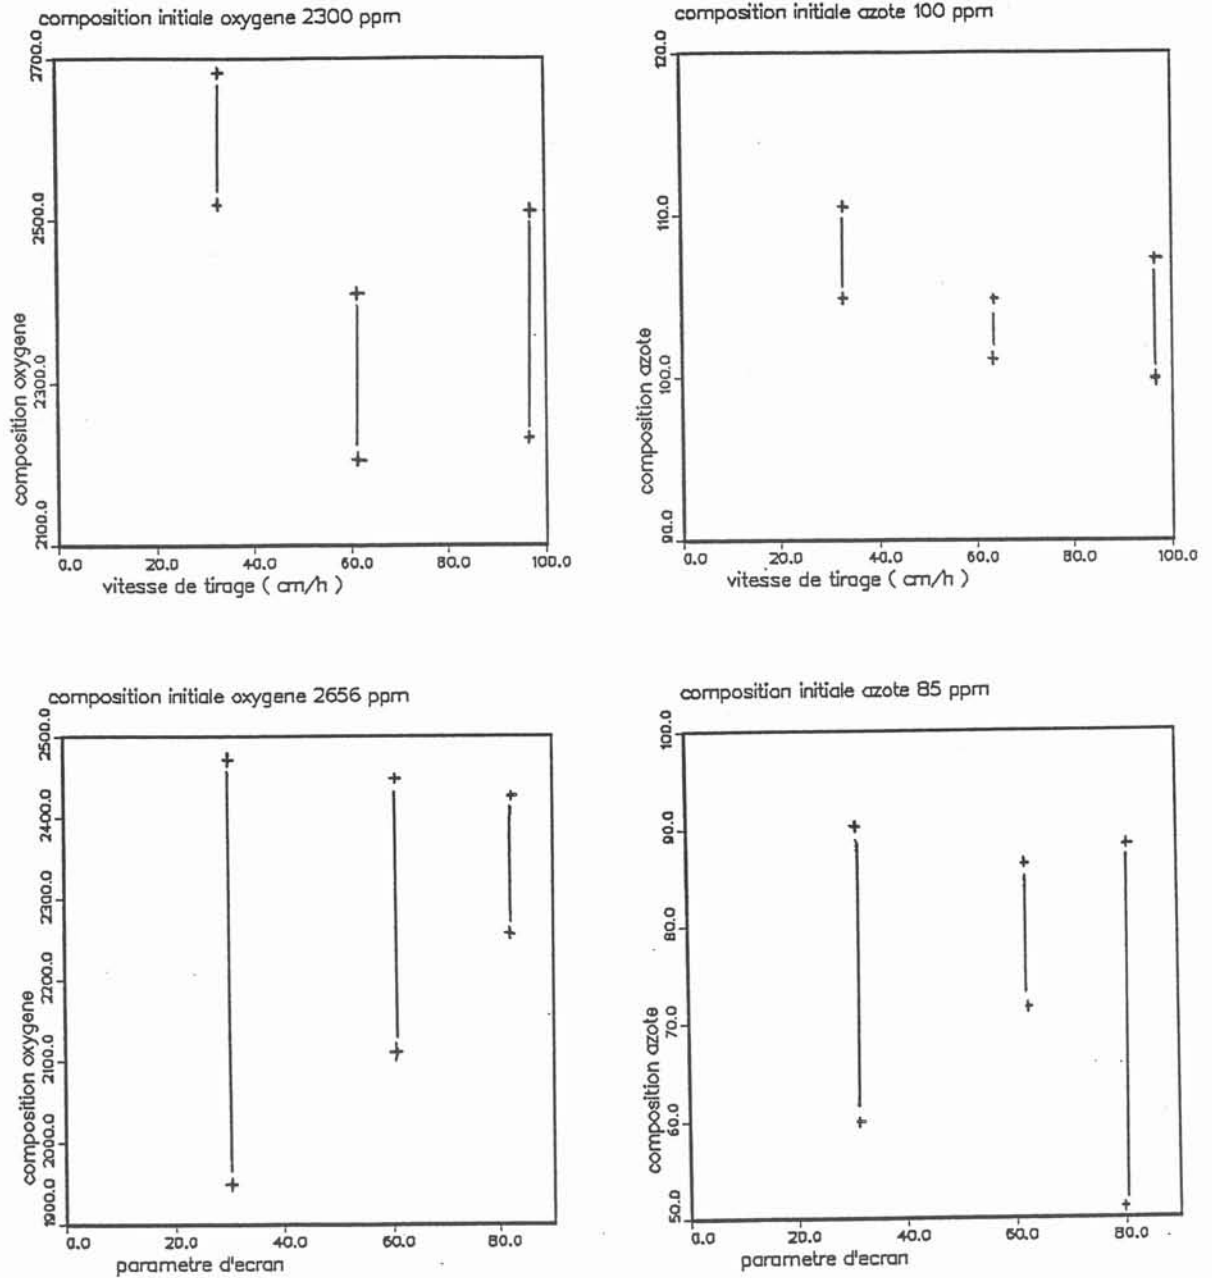 composition initiale oxygene 2300 ppm
2700.0
2500.0
2300.0
2100.0
composition oxygene
0.0 20.0 40.0 60.0 80.0 100.0
vitesse de tirage ( cm/h )
composition initiale azote 100 ppm
120.0
110.0
100.0
90.0
composition azote
0.0 20.0 40.0 60.0 80.0 100.0
vitesse de tirage ( cm/h )
composition initiale oxygene 2656 ppm
2500.0
2400.0
2300.0
2200.0
2100.0
2000.0
1900.0
composition oxygene
0.0 20.0 40.0 60.0 80.0
parametre d'ecran
composition initiale azote 85 ppm
100.0
90.0
80.0
70.0
60.0
50.0
composition azote
0.0 20.0 40.0 60.0 80.0
parametre d'ecran